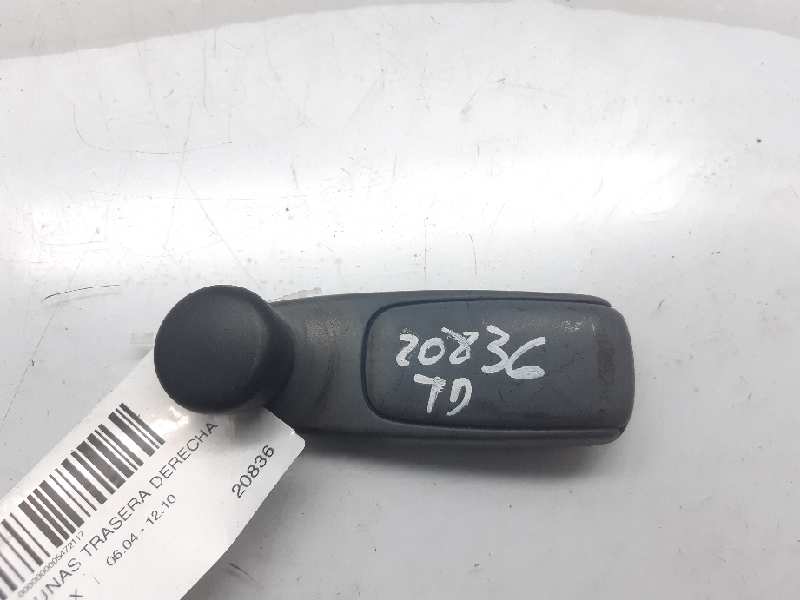 20836
TD
UNAS TRASERA DERECHA
X | 06.04 - 12.10
20836